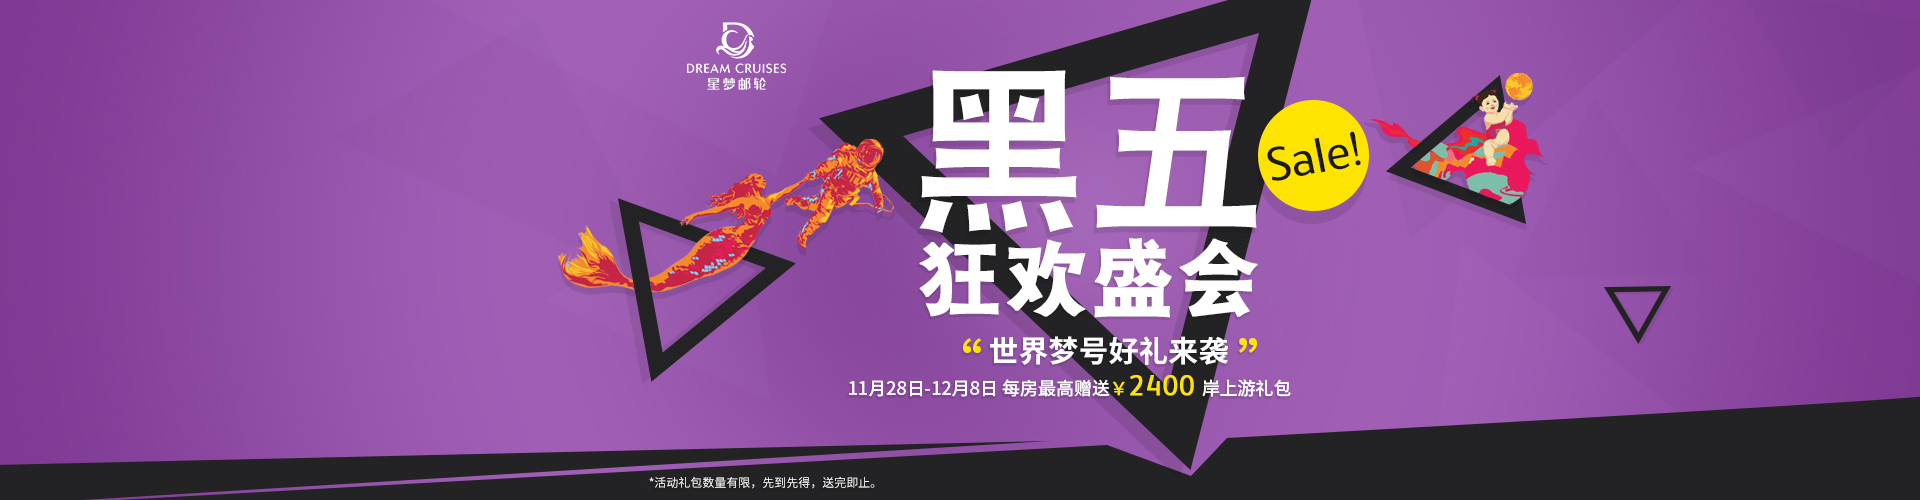 DREAM CRUISES
星梦邮轮
黑五
Sale!
狂欢盛会
“世界梦号好礼来袭”
11月28日-12月8日 每房最高赠送¥2400 岸上游礼包
*活动礼包数量有限，先到先得，送完即止。